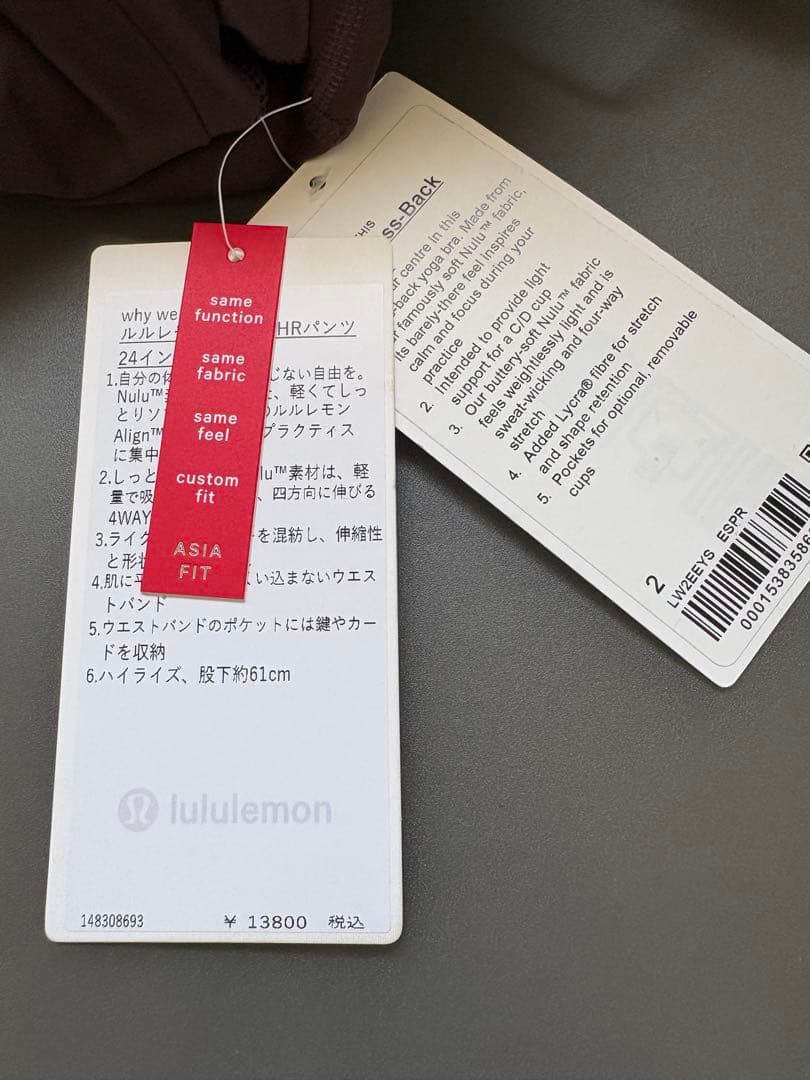 why we
ルルレ HRパンツ
24イン
1.自分の体 じない自由を。
Nulu™ 、軽くてしっ
とりソ のルルレモン
Align™ プラクティス
に集中
2.しっと lu™素材は、軽
量で吸 、四方向に伸びる
4WAY
3.ライク を混紡し、伸縮性
と形状
4.肌に い込まないウエス
トバンド
5.ウエストバンドのポケットには鍵やカー
ドを収納
6.ハイライズ、股下約61cm
lululemon
148308693 ¥ 13800 税込
same
function
same
fabric
same
feel
custom
fit
ASIA
FIT
THIS
ss-Back
r centre in this
-back yoga bra. Made from
r famously soft Nulu™ fabric,
its barely-there feel inspires
calm and focus during your
practice
2. Intended to provide light
support for a C/D cup
3. Our buttery-soft Nulu™ fabric
feels weightlessly light and is
sweat-wicking and four-way
stretch
4. Added Lycra® fibre for stretch
and shape retention
5. Pockets for optional, removable
cups
2
LW2EEYS ESPR
00015383586